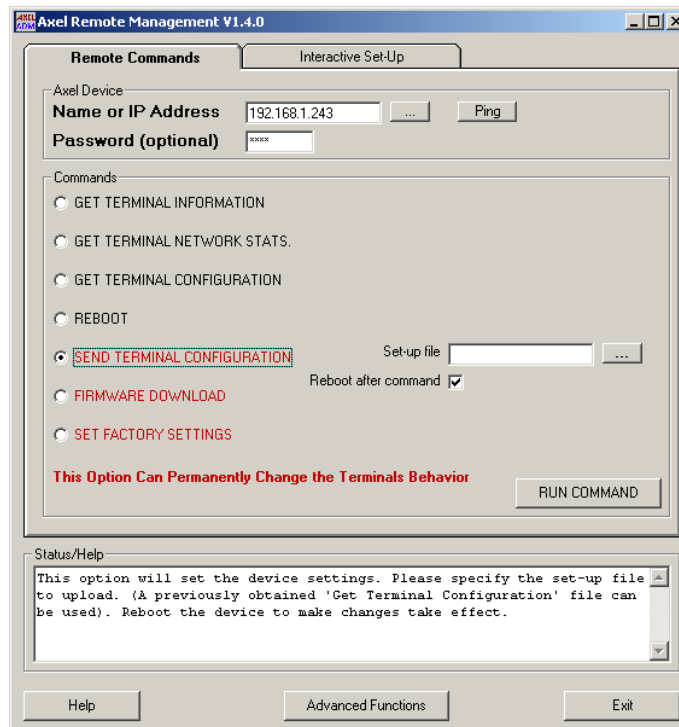 AXEL
ADM
Axel Remote Management V1.4.0
Remote Commands
Interactive Set-Up
Axel Device
Name or IP Address 192.168.1.243 ... Ping
Password (optional) ****
Commands
GET TERMINAL INFORMATION
GET TERMINAL NETWORK STATS.
GET TERMINAL CONFIGURATION
REBOOT
SEND TERMINAL CONFIGURATION Set-up file ...
Reboot after command
FIRMWARE DOWNLOAD
SET FACTORY SETTINGS
This Option Can Permanently Change the Terminals Behavior
RUN COMMAND
Status/Help
This option will set the device settings. Please specify the set-up file
to upload. (A previously obtained 'Get Terminal Configuration' file can
be used). Reboot the device to make changes take effect.
Help Advanced Functions Exit